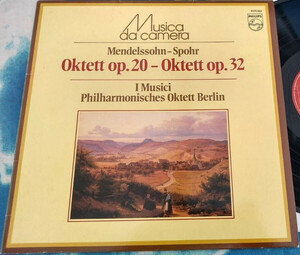 Musica
da camera
PHILIPS
Mendelssohn–Spohr
Oktett op.20 – Oktett op.32
I Musici
Philharmonisches Oktett Berlin